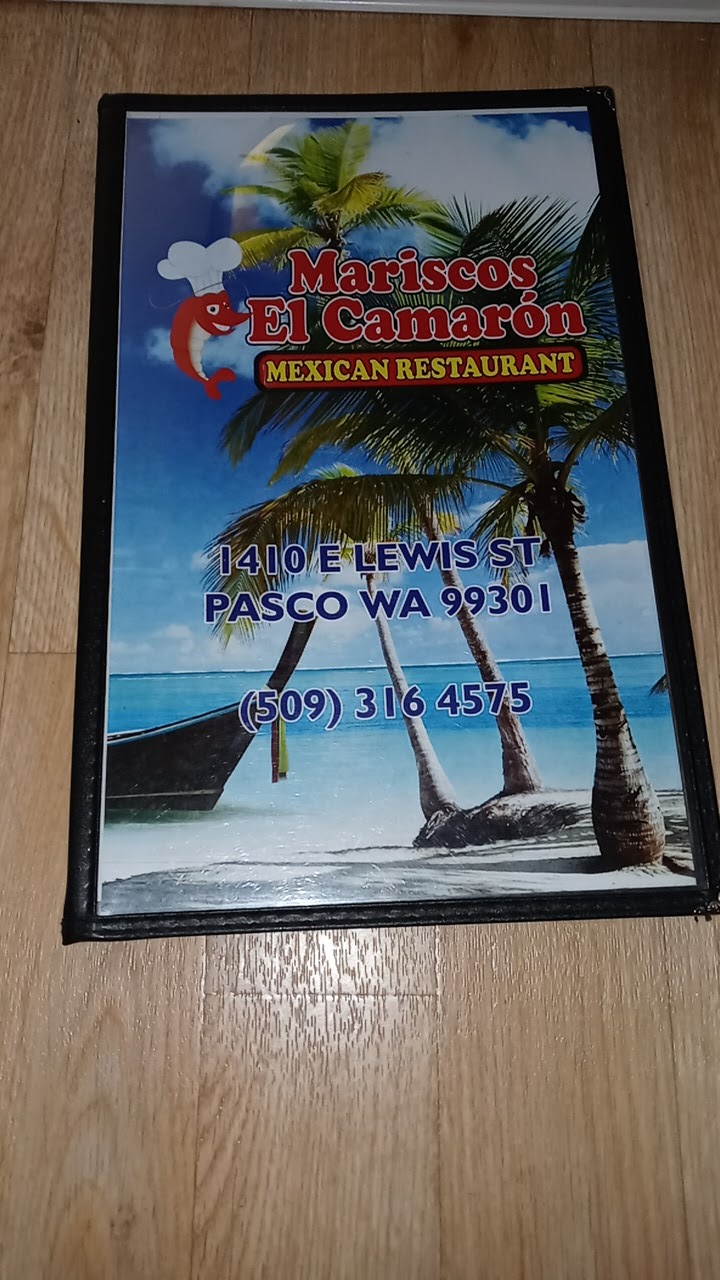 Mariscos
El Camarón
MEXICAN RESTAURANT
1410 E LEWIS ST
PASCO WA 99301
(509) 316 4575